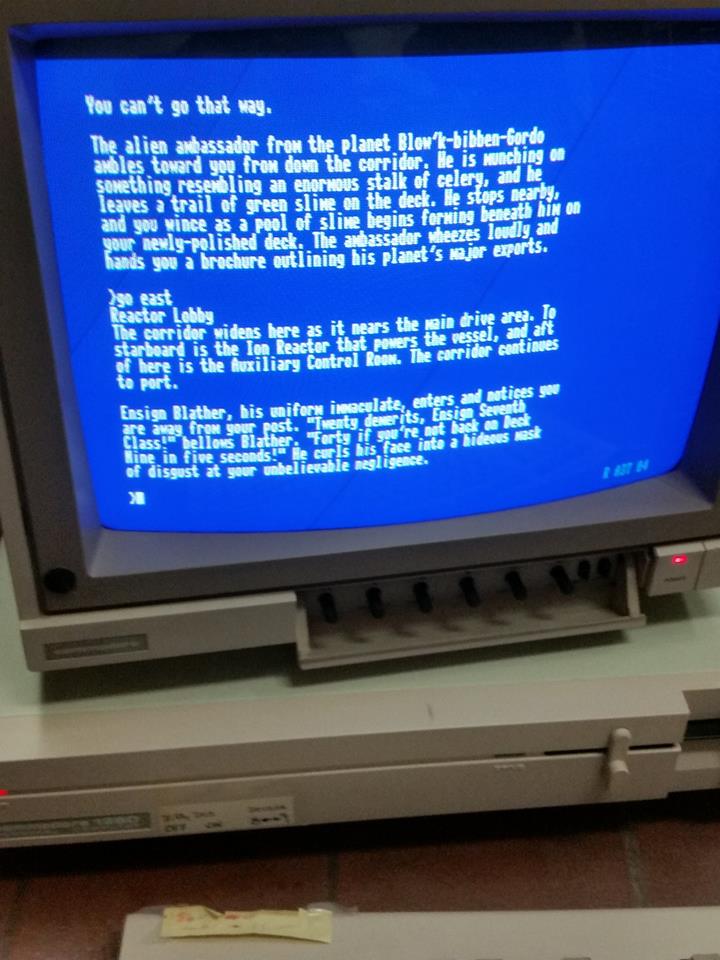 You can't go that way.
The alien ambassador from the planet Blow'k-bibben-Gordo
ambles toward you from down the corridor. He is munching on
something resembling an enormous stalk of celery, and he
leaves a trail of green slime on the deck. He stops nearby,
and you wince as a pool of slime begins forming beneath him on
your newly-polished deck. The ambassador wheezes loudly and
hands you a brochure outlining his planet's major exports.
>go east
Reactor Lobby
The corridor widens here as it nears the main drive area. To
starboard is the Ion Reactor that powers the vessel, and aft
of here is the Auxiliary Control Room. The corridor continues
to port.
Ensign Blather, his uniform immaculate, enters and notices you
are away from your post. "Twenty demerits, Ensign Seventh
Class!" bellows Blather. "Forty if you're not back on Deck
Nine in five seconds!" He curls his face into a hideous mask
of disgust at your unbelievable negligence.
>
POWER